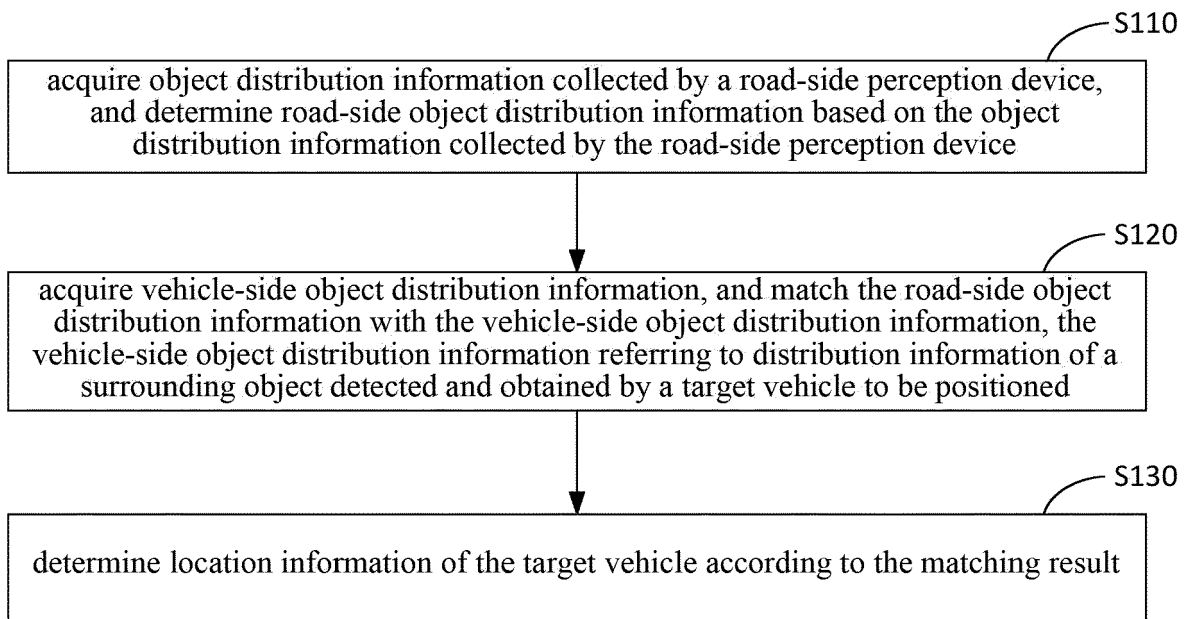 S110
acquire object distribution information collected by a road-side perception device,
and determine road-side object distribution information based on the object
distribution information collected by the road-side perception device
S120
acquire vehicle-side object distribution information, and match the road-side object
distribution information with the vehicle-side object distribution information, the
vehicle-side object distribution information referring to distribution information of a
surrounding object detected and obtained by a target vehicle to be positioned
S130
determine location information of the target vehicle according to the matching result